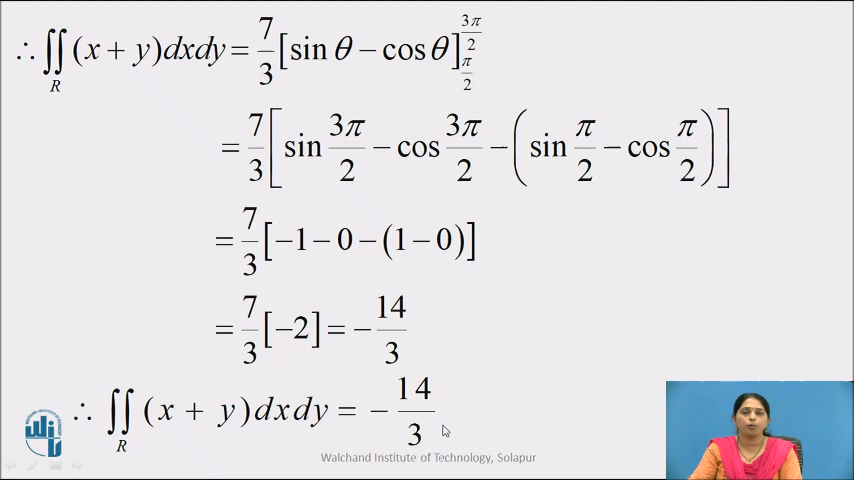 ∴ ∬_R (x + y)dxdy = 7/3 [sin θ − cos θ]_{π/2}^{3π/2}
= 7/3 [sin 3π/2 − cos 3π/2 − (sin π/2 − cos π/2)]
= 7/3 [−1 − 0 − (1 − 0)]
= 7/3 [−2] = − 14/3
∴ ∬_R (x + y)dxdy = − 14/3
Walchand Institute of Technology, Solapur